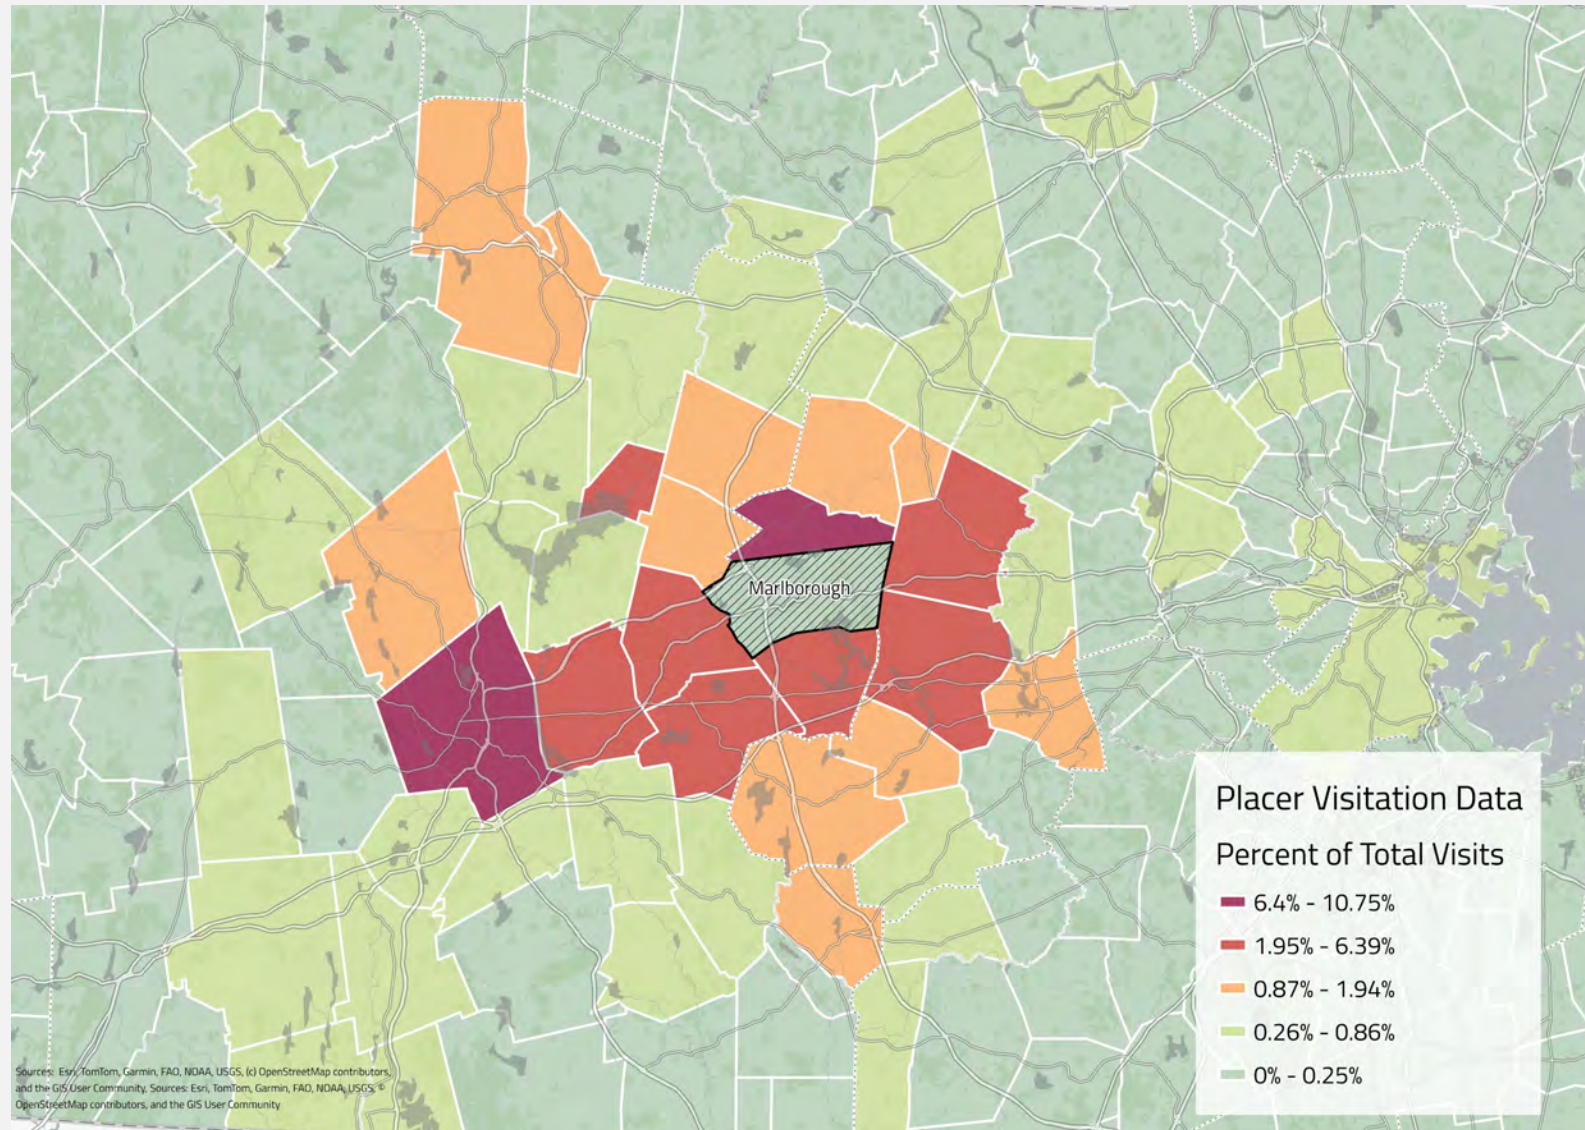 Marlborough
Placer Visitation Data
Percent of Total Visits
6.4% - 10.75%
1.95% - 6.39%
0.87% - 1.94%
0.26% - 0.86%
0% - 0.25%
Sources: Esri, TomTom, Garmin, FAO, NOAA, USGS, (c) OpenStreetMap contributors,
and the GIS User Community, Sources: Esri, TomTom, Garmin, FAO, NOAA, USGS, ©
OpenStreetMap contributors, and the GIS User Community